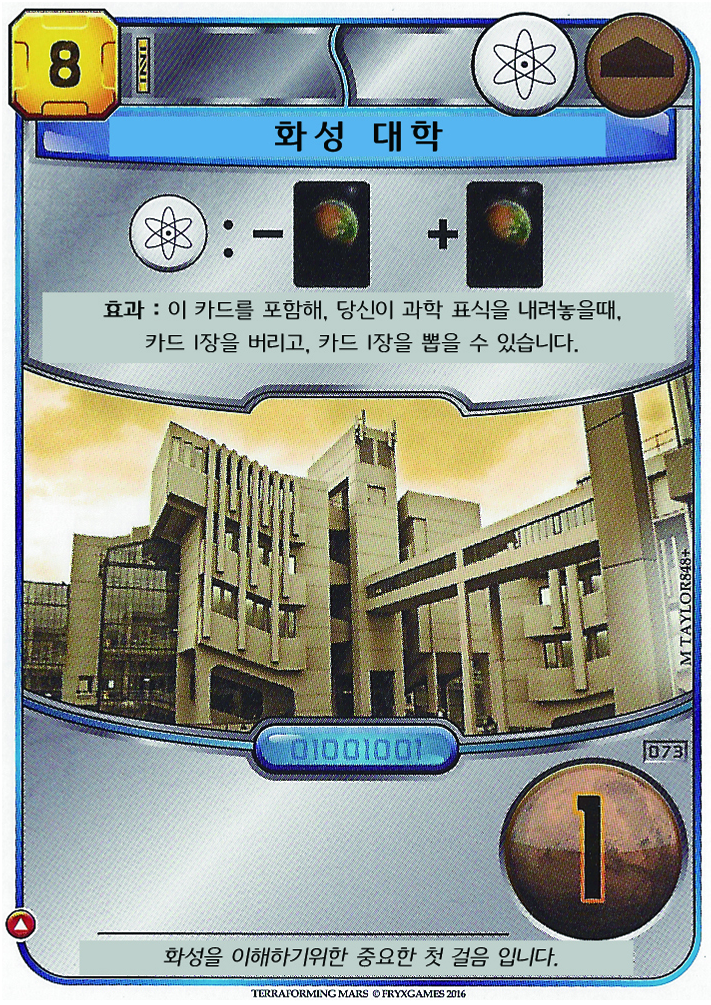 8
화성 대학
: - +
효과 : 이 카드를 포함해, 당신이 과학 표식을 내려놓을때,
카드 1장을 버리고, 카드 1장을 뽑을 수 있습니다.
M TAYLOR848+
01001001
073
1
화성을 이해하기위한 중요한 첫 걸음 입니다.
TERRAFORMING MARS © FRYXGAMES 2016